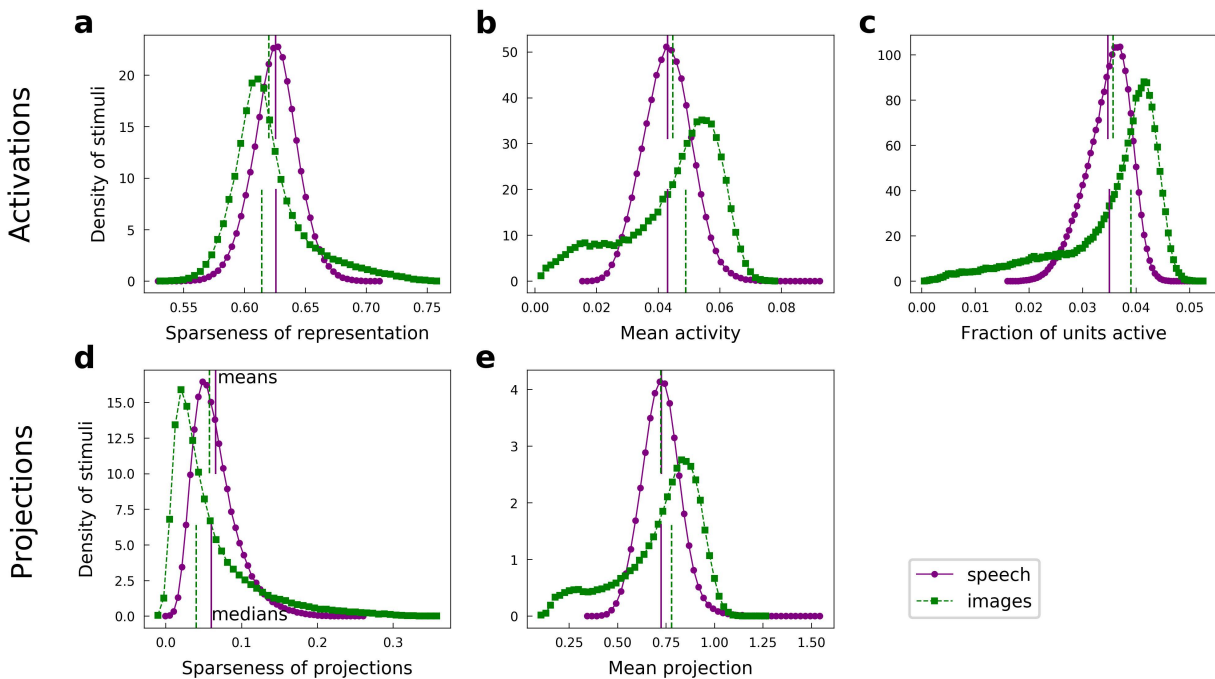 a
b
c
Activations
Density of stimuli
20
15
10
5
0
0.55 0.60 0.65 0.70 0.75
Sparseness of representation
50
40
30
20
10
0
0.00 0.02 0.04 0.06 0.08
Mean activity
100
80
60
40
20
0
0.00 0.01 0.02 0.03 0.04 0.05
Fraction of units active
d
e
Projections
Density of stimuli
15.0
12.5
10.0
7.5
5.0
2.5
0.0
means
medians
0.0 0.1 0.2 0.3
Sparseness of projections
4
3
2
1
0
0.25 0.50 0.75 1.00 1.25 1.50
Mean projection
speech
images